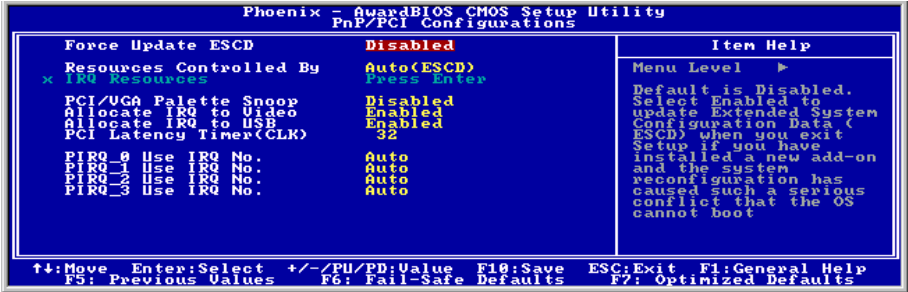 Phoenix - AwardBIOS CMOS Setup Utility
PnP/PCI Configurations
Force Update ESCD Disabled
Resources Controlled By Auto(ESCD)
x IRQ Resources Press Enter
PCI/VGA Palette Snoop Disabled
Allocate IRQ to Video Enabled
Allocate IRQ to USB Enabled
PCI Latency Timer(CLK) 32
PIRQ_0 Use IRQ No. Auto
PIRQ_1 Use IRQ No. Auto
PIRQ_2 Use IRQ No. Auto
PIRQ_3 Use IRQ No. Auto
Item Help
Menu Level ▶
Default is Disabled.
Select Enabled to
update Extended System
Configuration Data (
ESCD) when you exit
Setup if you have
installed a new add-on
and the system
reconfiguration has
caused such a serious
conflict that the OS
cannot boot
↑↓:Move Enter:Select +/-/PU/PD:Value F10:Save ESC:Exit F1:General Help
F5: Previous Values F6: Fail-Safe Defaults F7: Optimized Defaults